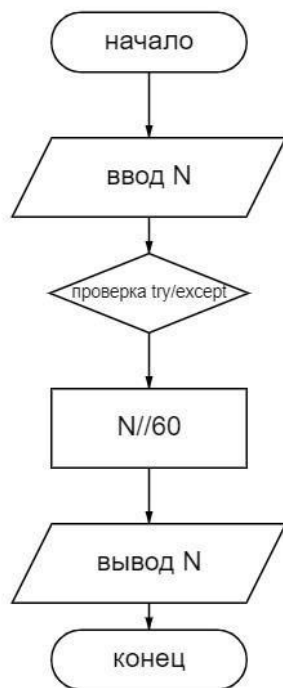 начало
ввод N
проверка try/except
N//60
вывод N
конец